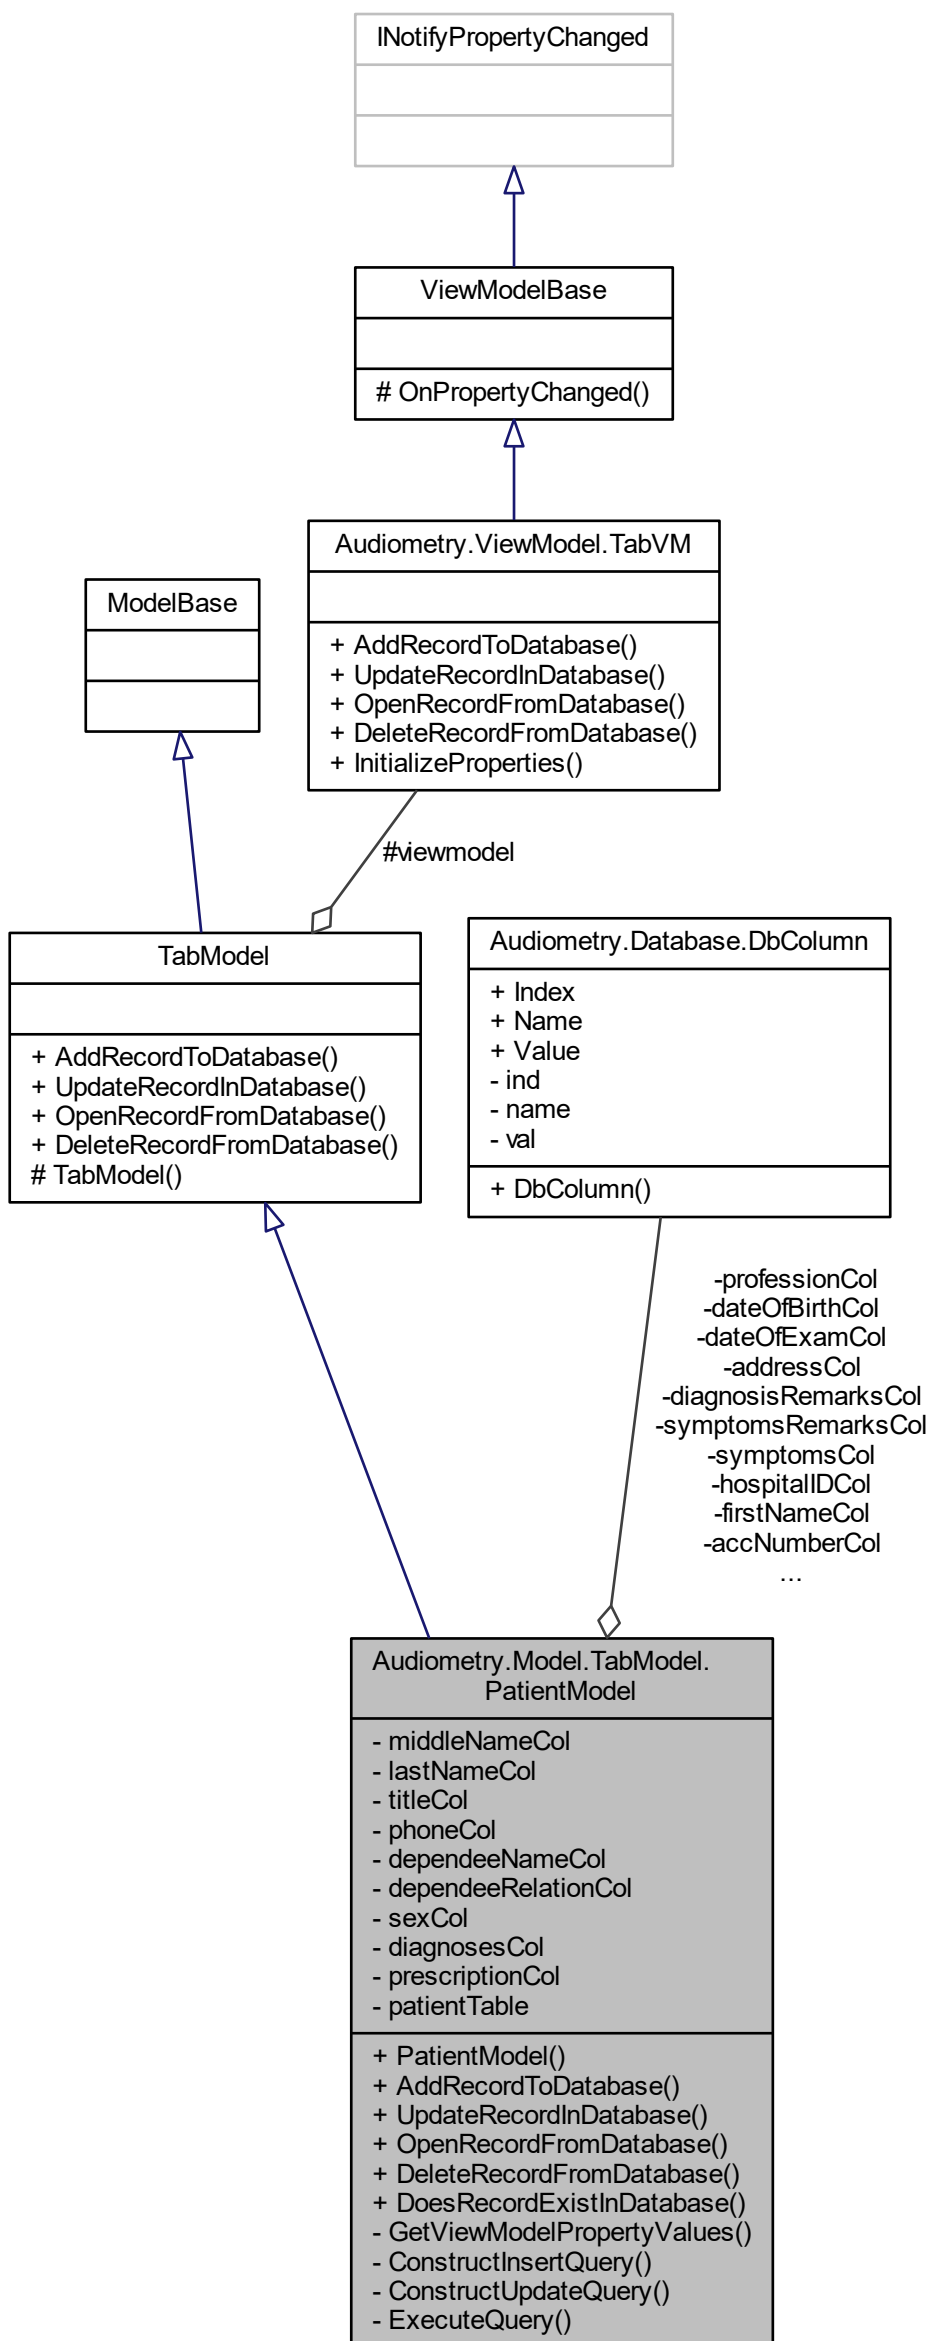 INotifyPropertyChanged
ViewModelBase
# OnPropertyChanged()
Audiometry.ViewModel.TabVM
+ AddRecordToDatabase()
+ UpdateRecordInDatabase()
+ OpenRecordFromDatabase()
+ DeleteRecordFromDatabase()
+ InitializeProperties()
ModelBase
#viewmodel
TabModel
+ AddRecordToDatabase()
+ UpdateRecordInDatabase()
+ OpenRecordFromDatabase()
+ DeleteRecordFromDatabase()
# TabModel()
Audiometry.Database.DbColumn
+ Index
+ Name
+ Value
- ind
- name
- val
+ DbColumn()
-professionCol
-dateOfBirthCol
-dateOfExamCol
-addressCol
-diagnosisRemarksCol
-symptomsRemarksCol
-symptomsCol
-hospitalIDCol
-firstNameCol
-accNumberCol
...
Audiometry.Model.TabModel.
PatientModel
- middleNameCol
- lastNameCol
- titleCol
- phoneCol
- dependeeNameCol
- dependeeRelationCol
- sexCol
- diagnosesCol
- prescriptionCol
- patientTable
+ PatientModel()
+ AddRecordToDatabase()
+ UpdateRecordInDatabase()
+ OpenRecordFromDatabase()
+ DeleteRecordFromDatabase()
+ DoesRecordExistInDatabase()
- GetViewModelPropertyValues()
- ConstructInsertQuery()
- ConstructUpdateQuery()
- ExecuteQuery()